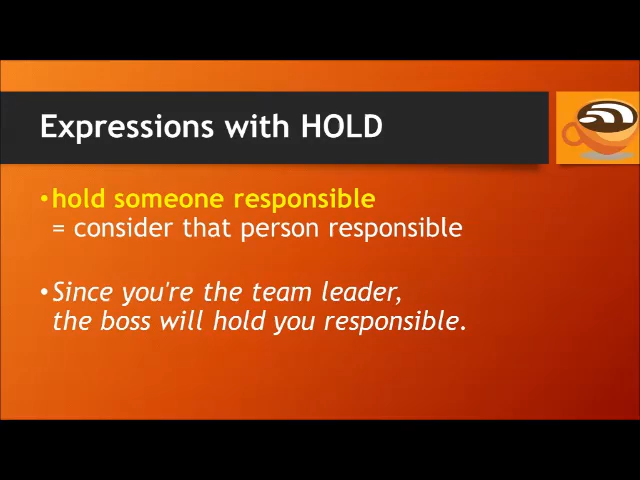 Expressions with HOLD
•hold someone responsible
= consider that person responsible
•Since you're the team leader,
the boss will hold you responsible.